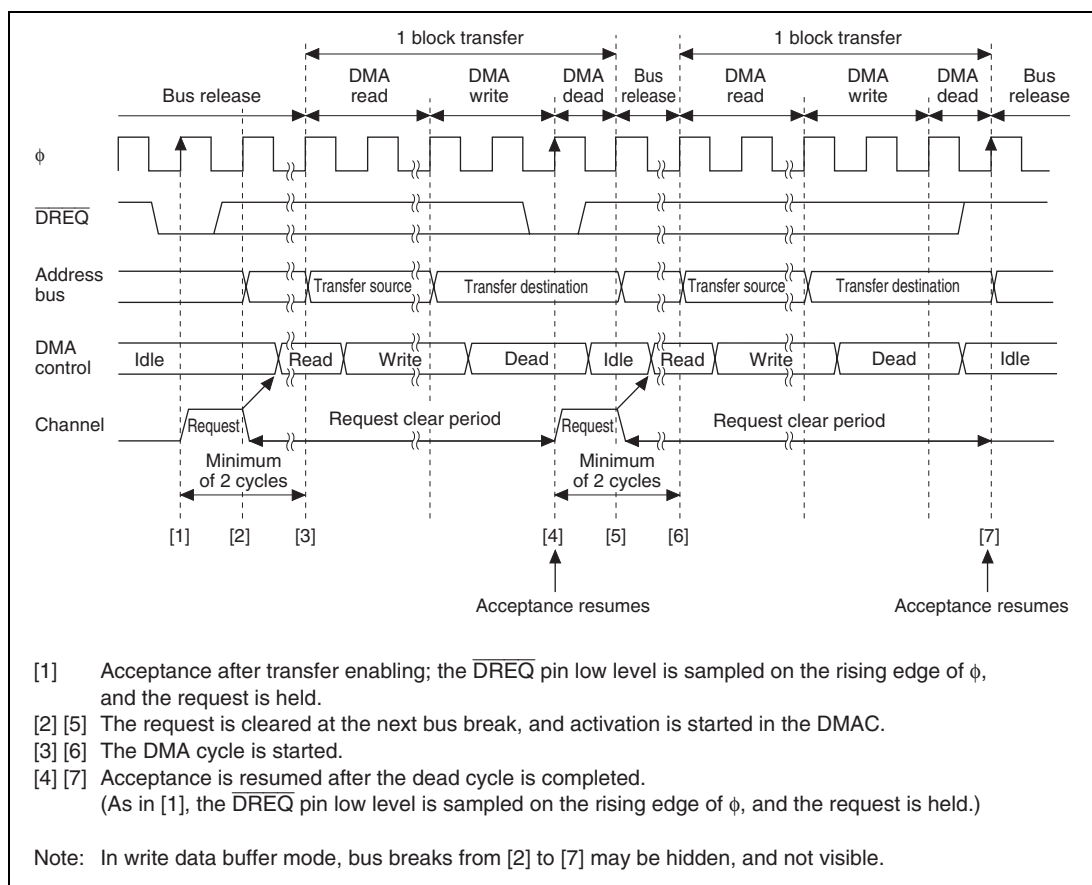 1 block transfer 1 block transfer
Bus release DMA read DMA write DMA dead Bus release DMA read DMA write DMA dead Bus release
φ
DREQ
Address bus Transfer source Transfer destination Transfer source Transfer destination
DMA control Idle Read Write Dead Idle Read Write Dead Idle
Channel Request Request clear period Request Request clear period
Minimum of 2 cycles Minimum of 2 cycles
[1] [2] [3] [4] [5] [6] [7]
Acceptance resumes Acceptance resumes
[1] Acceptance after transfer enabling; the DREQ pin low level is sampled on the rising edge of φ,
and the request is held.
[2] [5] The request is cleared at the next bus break, and activation is started in the DMAC.
[3] [6] The DMA cycle is started.
[4] [7] Acceptance is resumed after the dead cycle is completed.
(As in [1], the DREQ pin low level is sampled on the rising edge of φ, and the request is held.)
Note: In write data buffer mode, bus breaks from [2] to [7] may be hidden, and not visible.